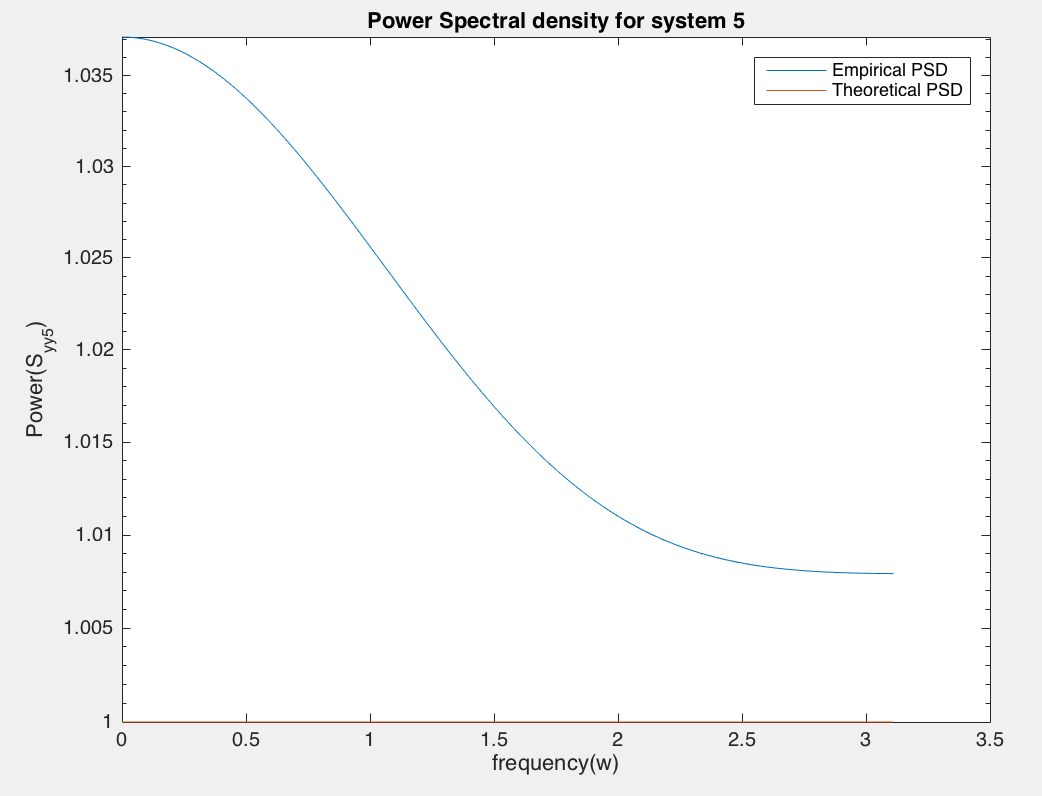 Power Spectral density for system 5
Empirical PSD
Theoretical PSD
Power(Syy5)
1.035
1.03
1.025
1.02
1.015
1.01
1.005
1
0 0.5 1 1.5 2 2.5 3 3.5
frequency(w)